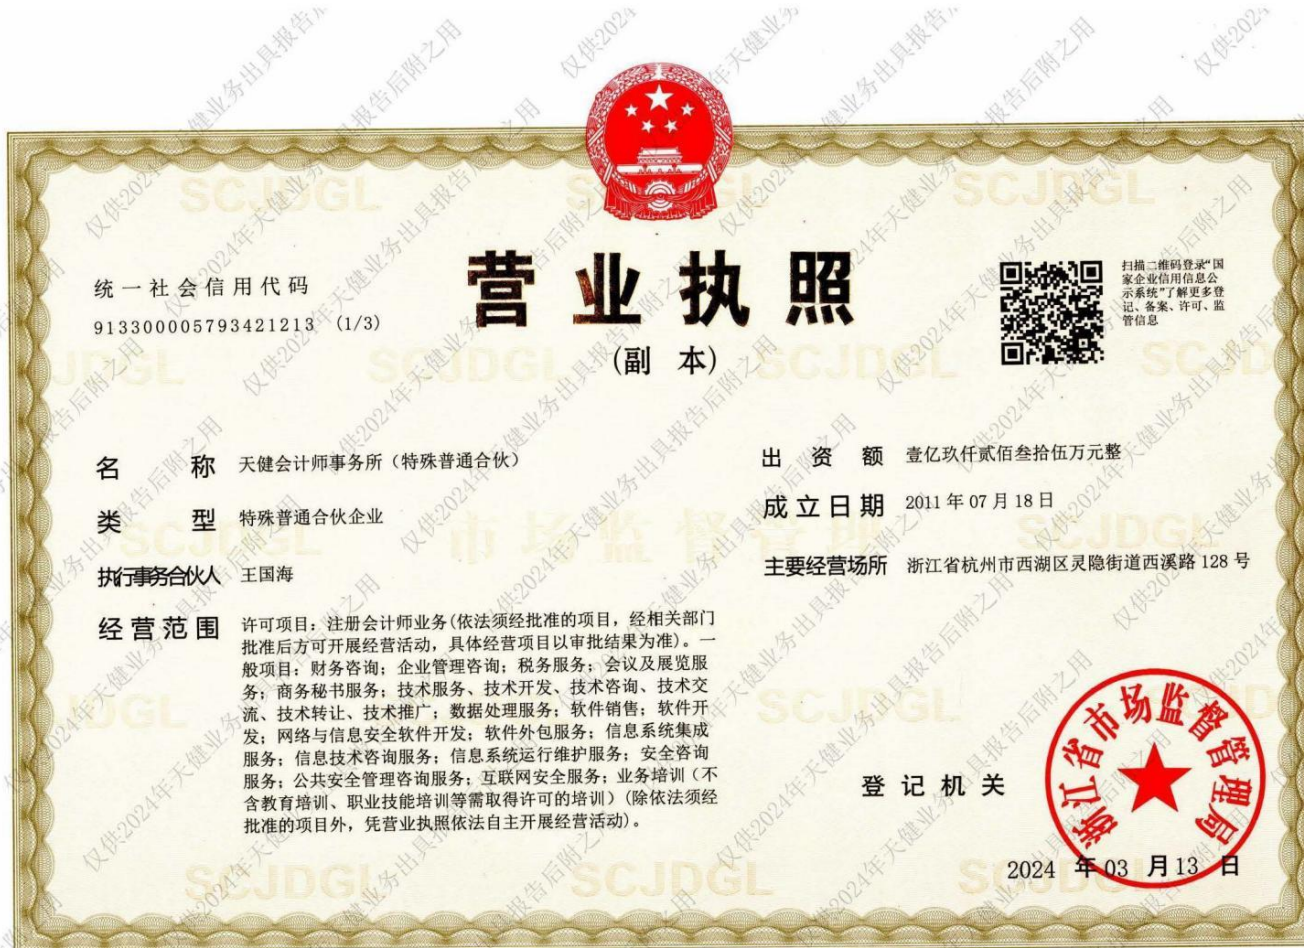 营业执照
(副 本)
统一社会信用代码
913300005793421213 (1/3)
扫描二维码登录“国
家企业信用信息公
示系统”了解更多登
记、备案、许可、监
管信息
名 称 天健会计师事务所（特殊普通合伙）
类 型 特殊普通合伙企业
执行事务合伙人 王国海
经营范围 许可项目：注册会计师业务(依法须经批准的项目，经相关部门
批准后方可开展经营活动，具体经营项目以审批结果为准)。一
般项目：财务咨询；企业管理咨询；税务服务；会议及展览服
务；商务秘书服务；技术服务、技术开发、技术咨询、技术交
流、技术转让、技术推广；数据处理服务；软件销售；软件开
发；网络与信息安全软件开发；软件外包服务；信息系统集成
服务；信息技术咨询服务；信息系统运行维护服务；安全咨询
服务；公共安全管理咨询服务；互联网安全服务；业务培训（不
含教育培训、职业技能培训等需取得许可的培训）(除依法须经
批准的项目外，凭营业执照依法自主开展经营活动)。
出 资 额 壹亿玖仟贰佰叁拾伍万元整
成立日期 2011 年 07 月 18 日
主要经营场所 浙江省杭州市西湖区灵隐街道西溪路 128 号
登记机关
浙江省市场监督管理局
2024 年 03 月 13 日
仅供2024年天健业务出具报告后附之用
SCJDGL
市场监督管理